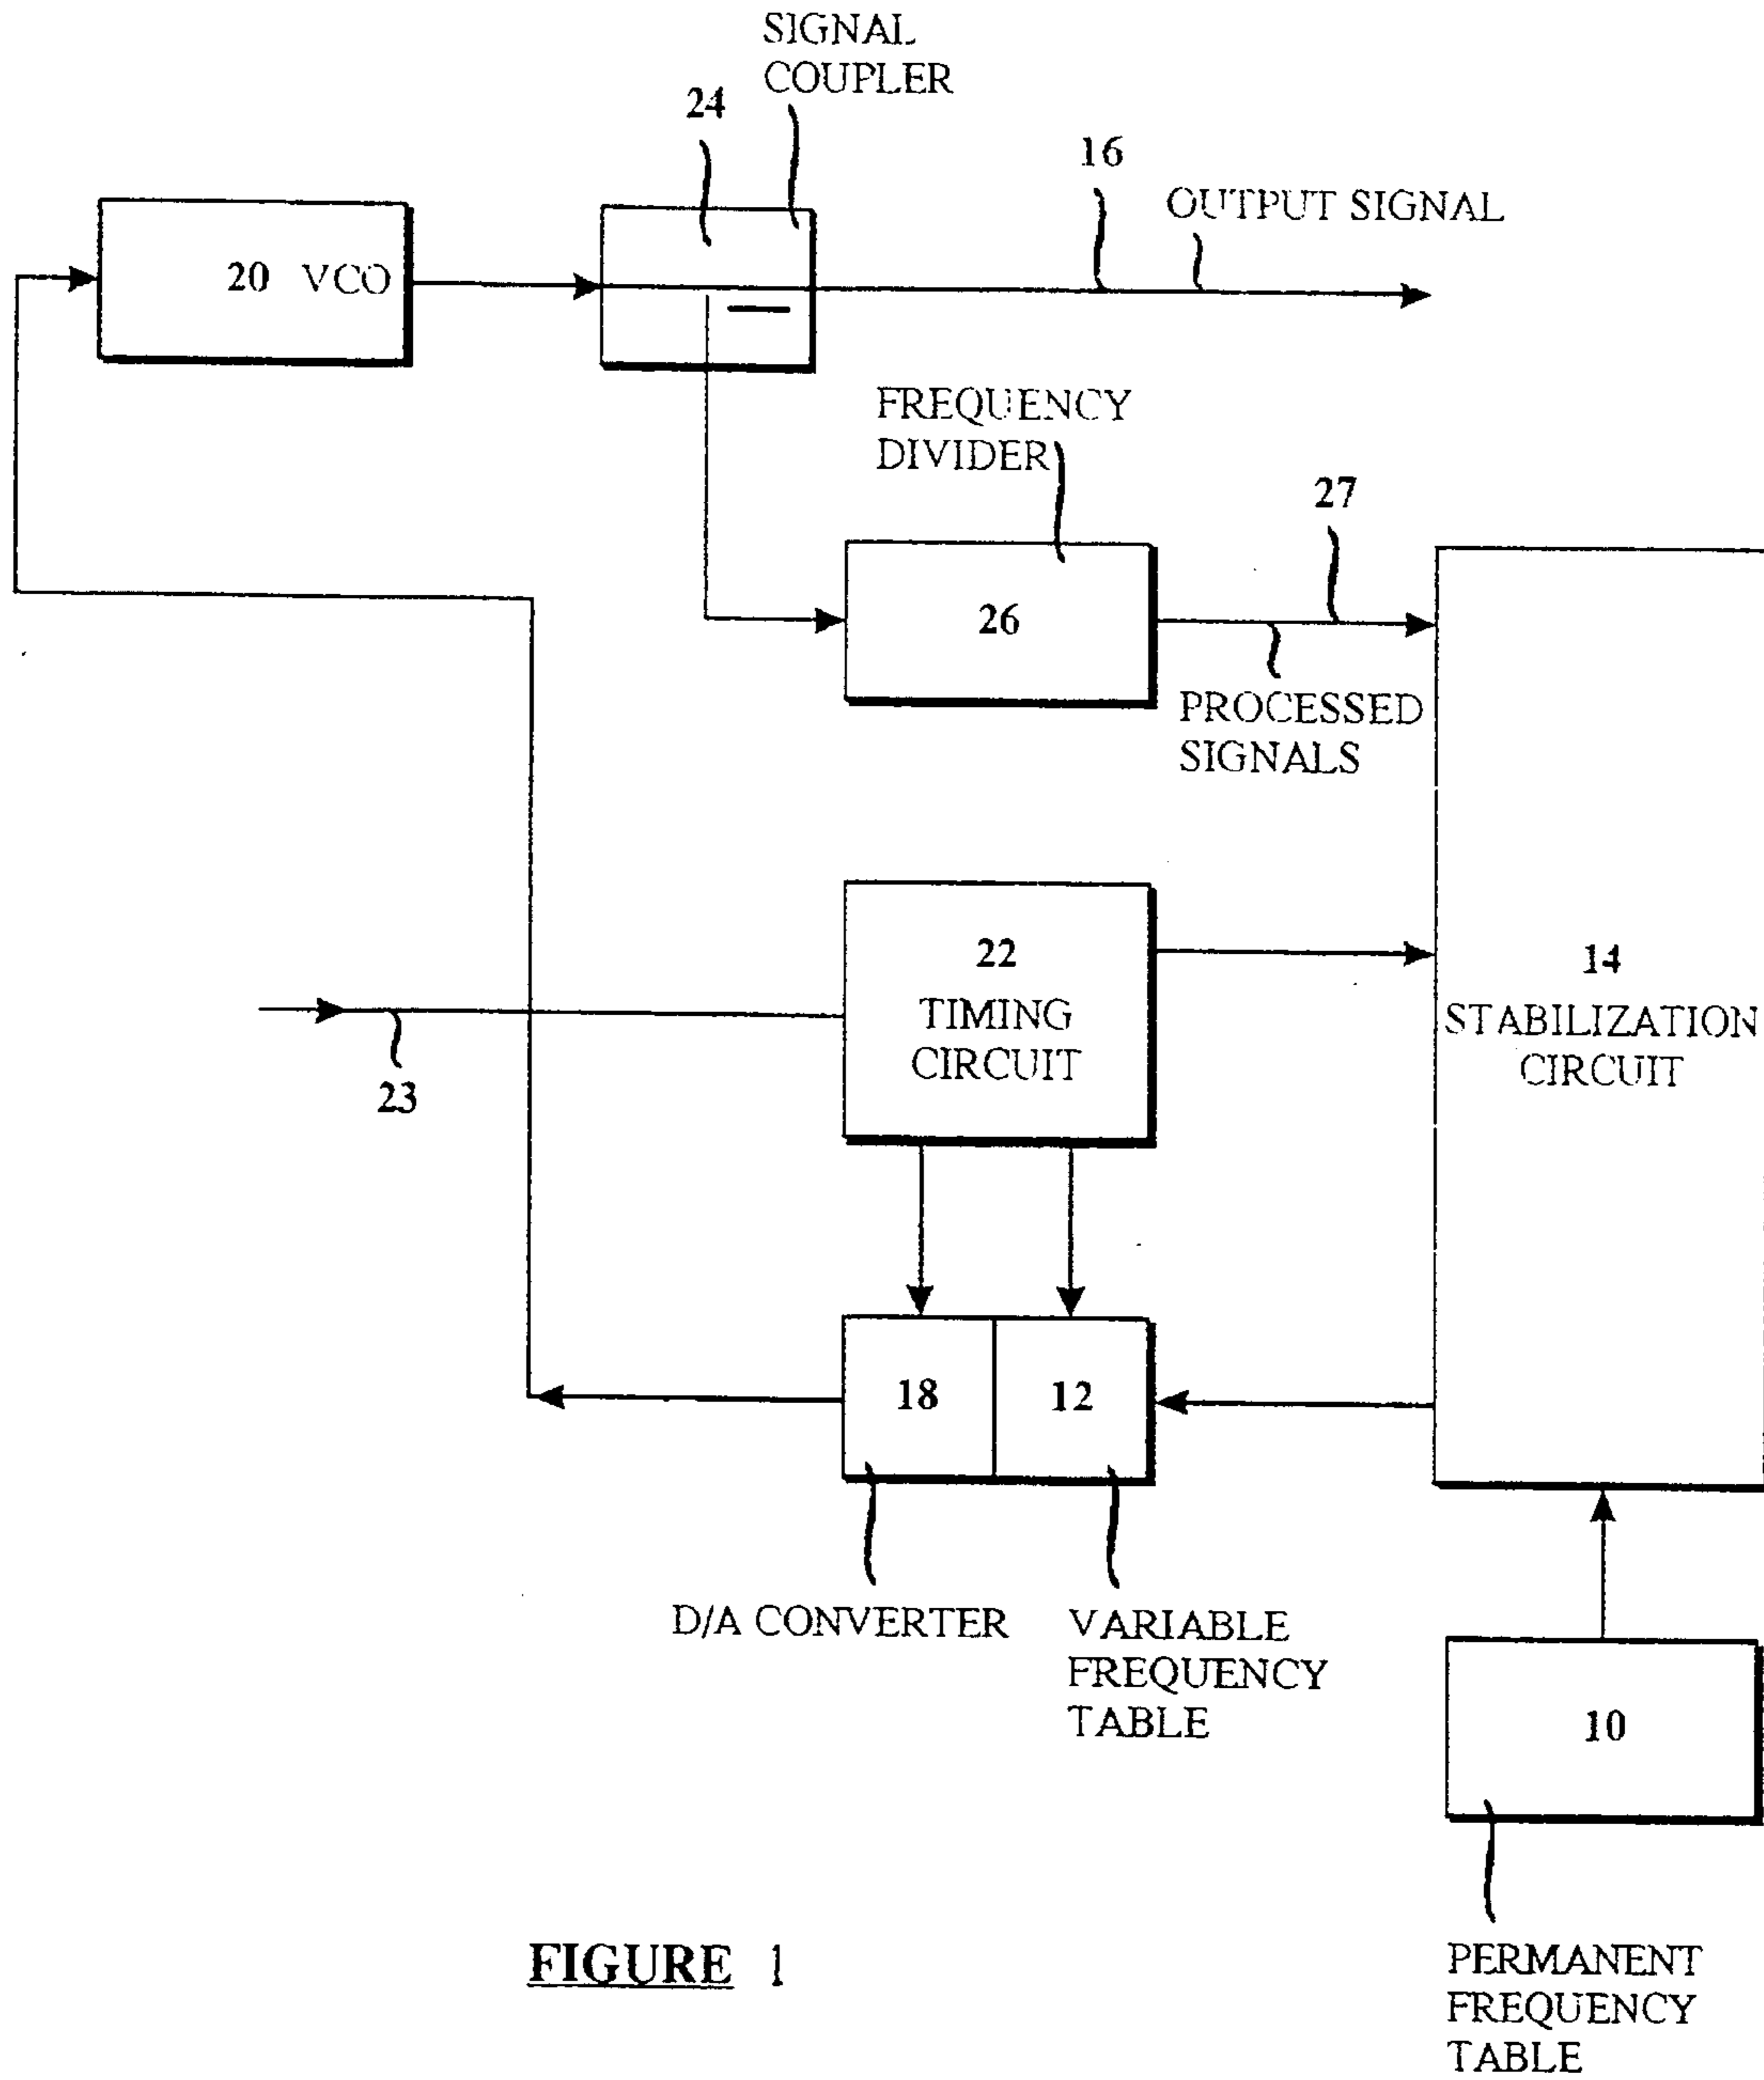 SIGNAL
COUPLER
24
16
OUTPUT SIGNAL
20 VCO
FREQUENCY
DIVIDER
27
26
PROCESSED
SIGNALS
22
TIMING
CIRCUIT
14
STABILIZATION
CIRCUIT
23
18
12
D/A CONVERTER
VARIABLE
FREQUENCY
TABLE
10
PERMANENT
FREQUENCY
TABLE
FIGURE 1